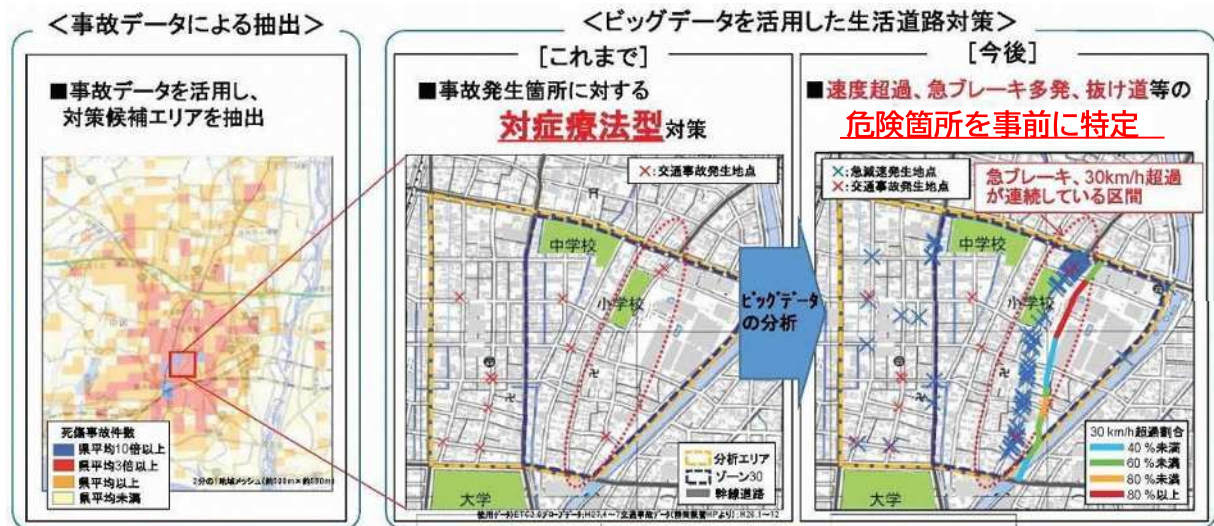 ＜事故データによる抽出＞
■事故データを活用し、
対策候補エリアを抽出
死傷事故件数
県平均10倍以上
県平均3倍以上
県平均以上
県平均未満
＜ビッグデータを活用した生活道路対策＞
[これまで]
■事故発生箇所に対する
対症療法型対策
×:交通事故発生地点
中学校
小学校
大学
分析エリア
ゾーン30
幹線道路
ビッグデータ
の分析
[今後]
■速度超過、急ブレーキ多発、抜け道等の
危険箇所を事前に特定
×:急減速発生地点
×:交通事故発生地点
急ブレーキ、30km/h超過
が連続している区間
中学校
小学校
大学
30 km/h超過割合
40 %未満
60 %未満
80 %未満
80 %以上